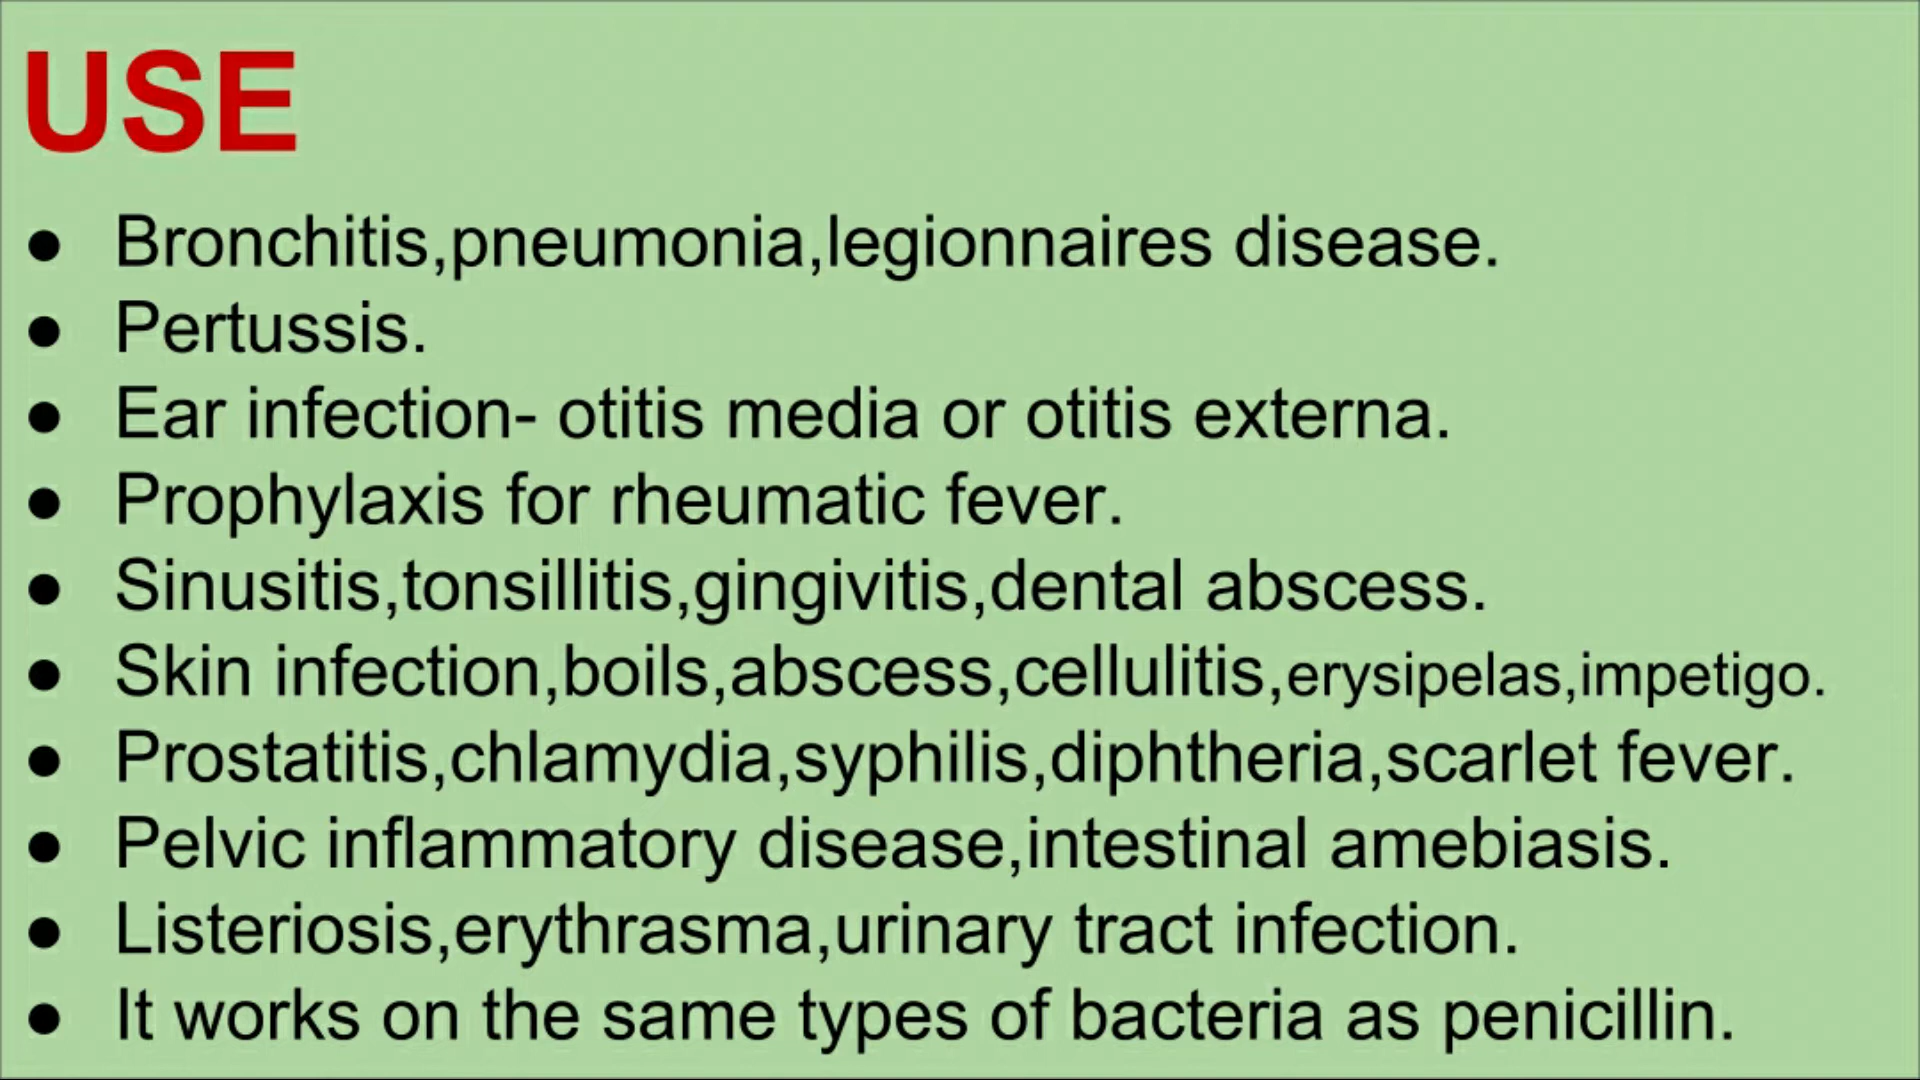 USE
● Bronchitis,pneumonia,legionnaires disease.
● Pertussis.
● Ear infection- otitis media or otitis externa.
● Prophylaxis for rheumatic fever.
● Sinusitis,tonsillitis,gingivitis,dental abscess.
● Skin infection,boils,abscess,cellulitis,erysipelas,impetigo.
● Prostatitis,chlamydia,syphilis,diphtheria,scarlet fever.
● Pelvic inflammatory disease,intestinal amebiasis.
● Listeriosis,erythrasma,urinary tract infection.
● It works on the same types of bacteria as penicillin.